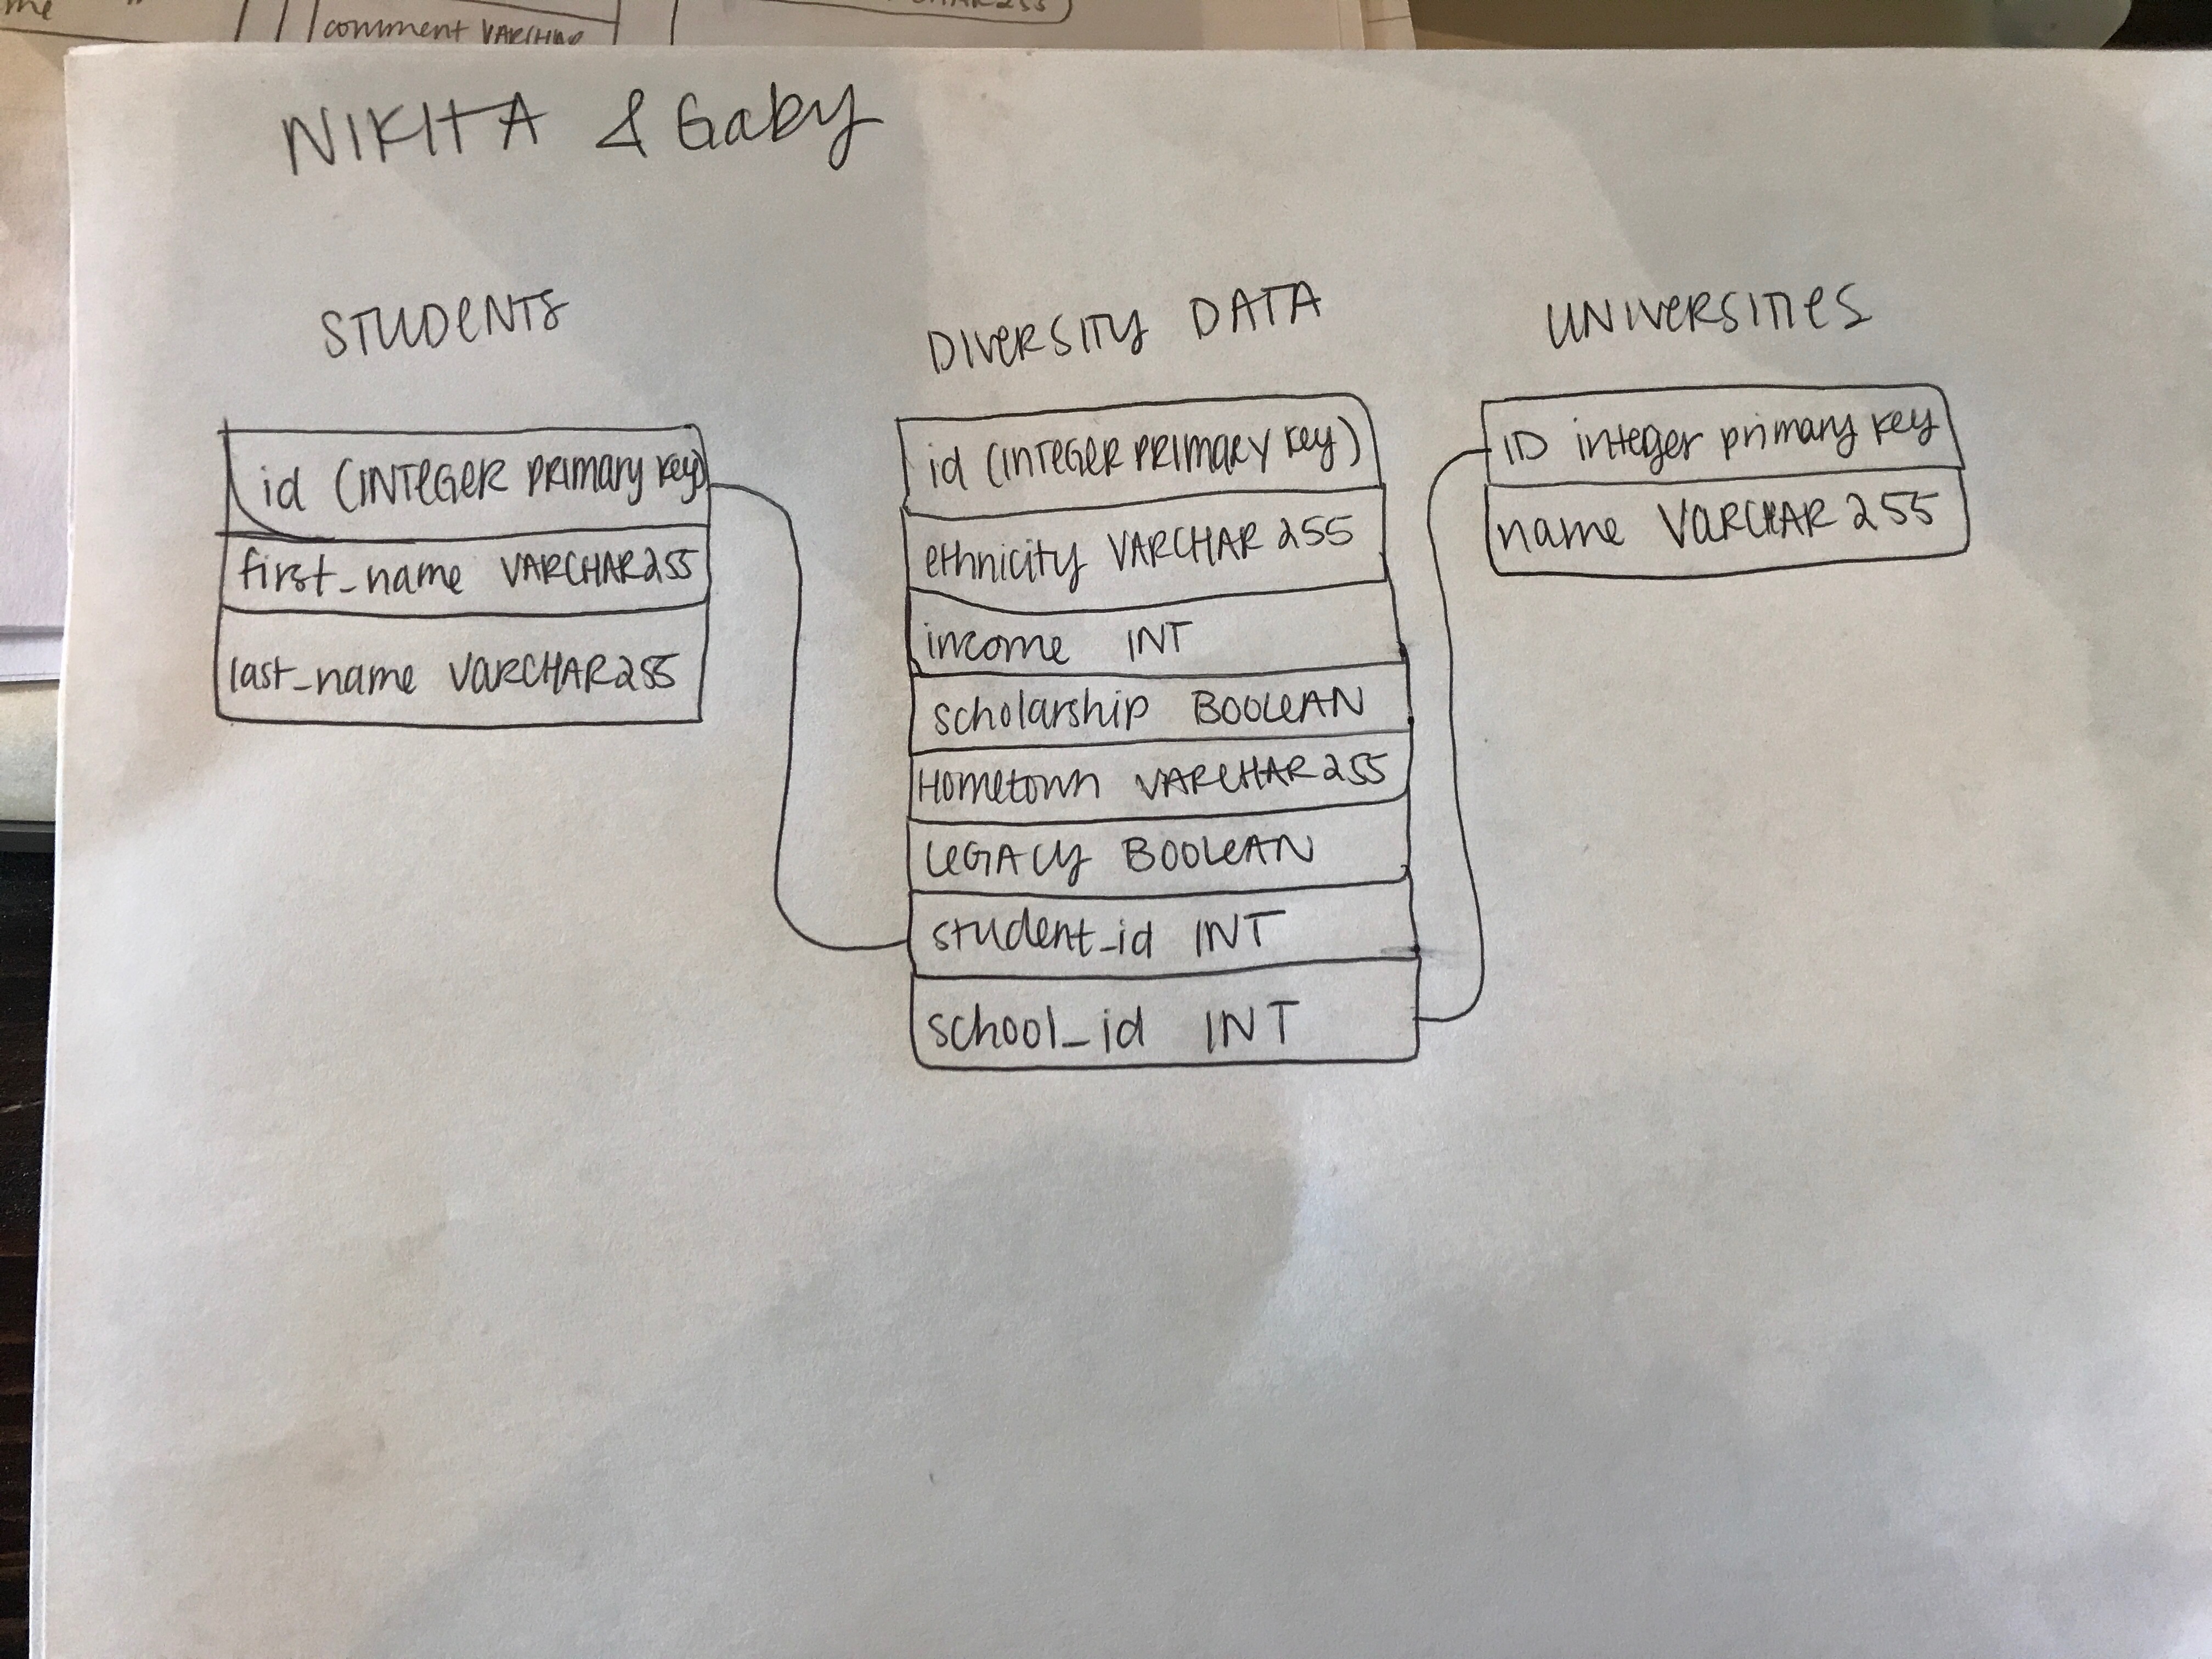 comment VARCHAR
NIKITA & Gaby
STUDENTS
id (INTEGER PRIMARY Key)
first_name VARCHAR255
last_name VARCHAR255
DIVERSITY DATA
id (INTEGER PRIMARY Key)
ethnicity VARCHAR 255
income INT
scholarship BOOLEAN
Hometown VARCHAR255
LEGACY BOOLEAN
student_id INT
school_id INT
UNIVERSITIES
ID integer primary key
name VARCHAR 255